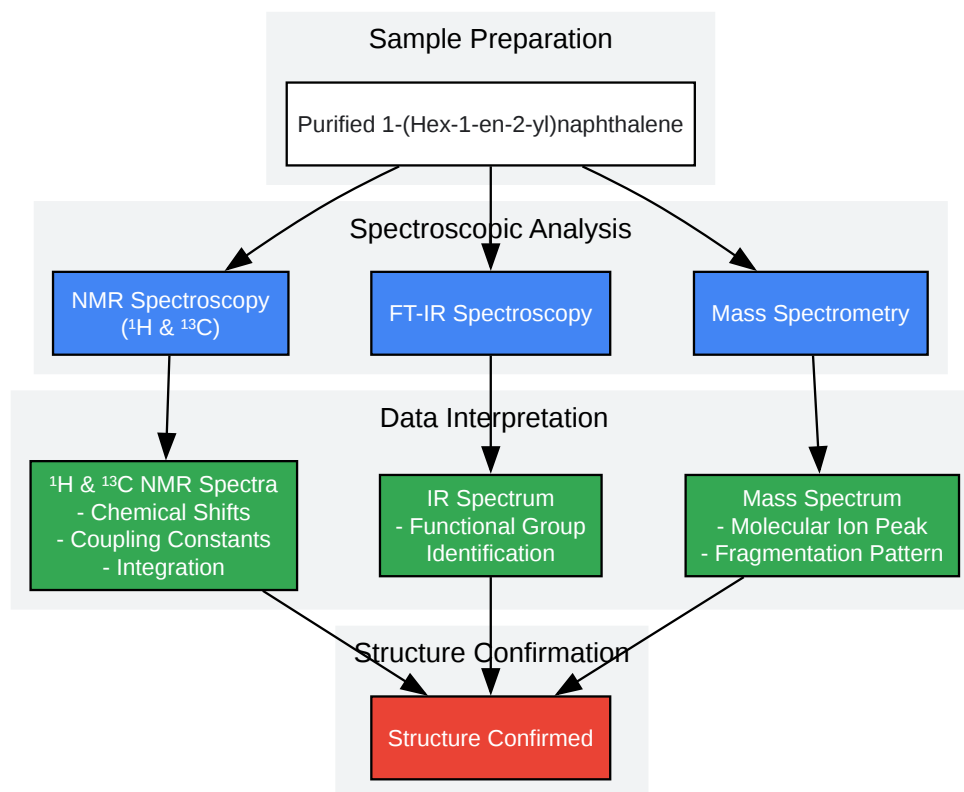 Sample Preparation
Purified 1-(Hex-1-en-2-yl)naphthalene
Spectroscopic Analysis
NMR Spectroscopy
(¹H & ¹³C)
FT-IR Spectroscopy
Mass Spectrometry
Data Interpretation
¹H & ¹³C NMR Spectra
- Chemical Shifts
- Coupling Constants
- Integration
IR Spectrum
- Functional Group
Identification
Mass Spectrum
- Molecular Ion Peak
- Fragmentation Pattern
Structure Confirmation
Structure Confirmed